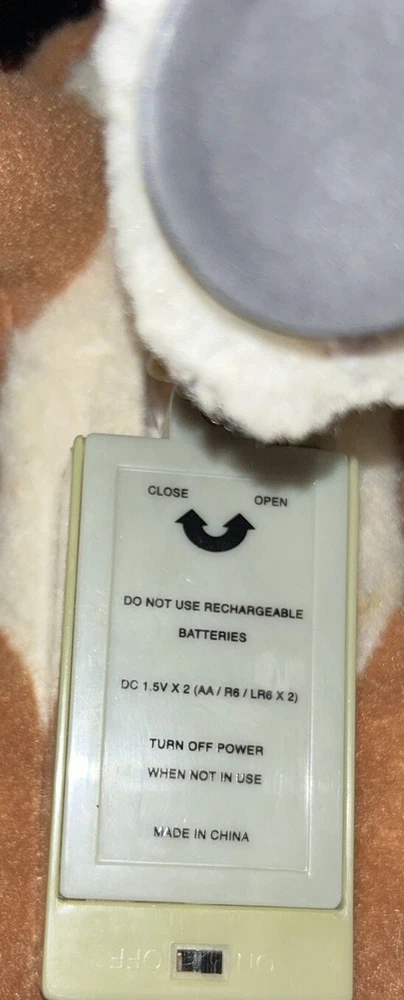 CLOSE OPEN
DO NOT USE RECHARGEABLE
BATTERIES
DC 1.5V X 2 (AA / R6 / LR6 X 2)
TURN OFF POWER
WHEN NOT IN USE
MADE IN CHINA
OFF ON